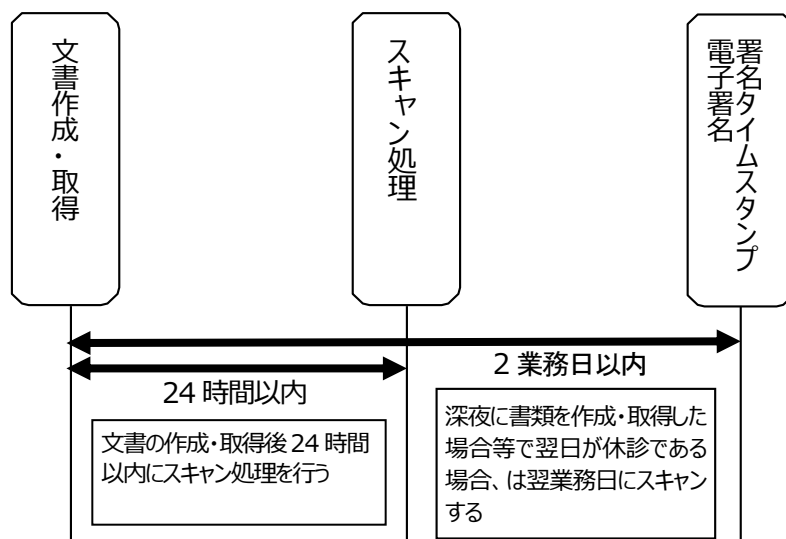 文書作成・取得
スキャン処理
署名タイムスタンプ
電子署名
2 業務日以内
24 時間以内
文書の作成・取得後 24 時間
以内にスキャン処理を行う
深夜に書類を作成・取得した
場合等で翌日が休診である
場合、は翌業務日にスキャン
する